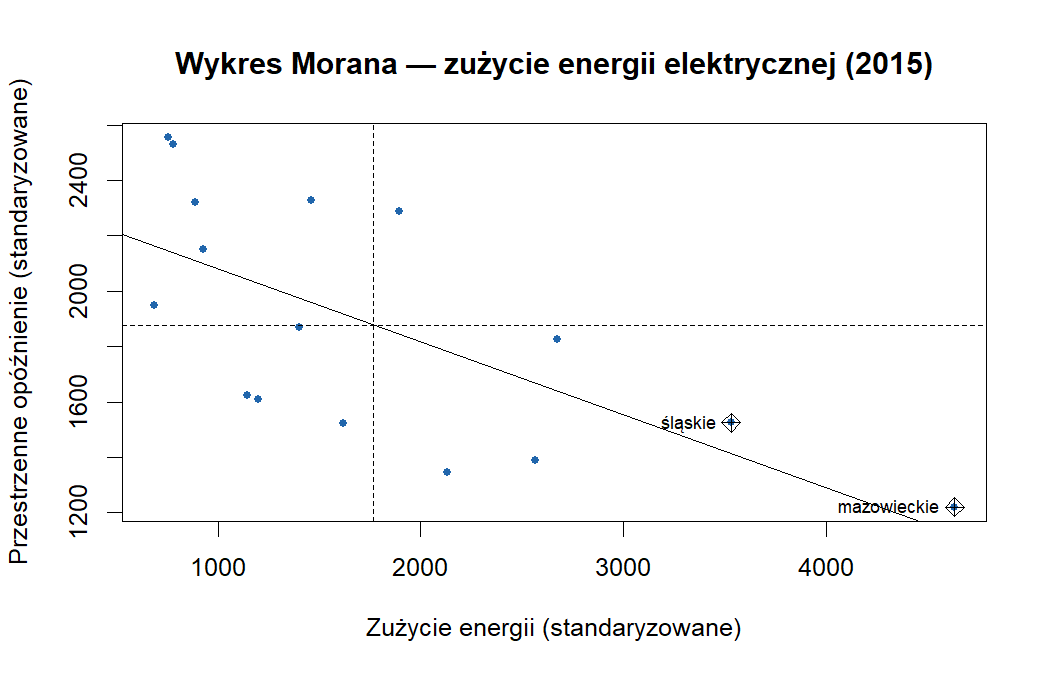 Wykres Morana — zużycie energii elektrycznej (2015)
Przestrzenne opóźnienie (standaryzowane)
2400
2000
1600
1200
śląskie
mazowieckie
1000 2000 3000 4000
Zużycie energii (standaryzowane)